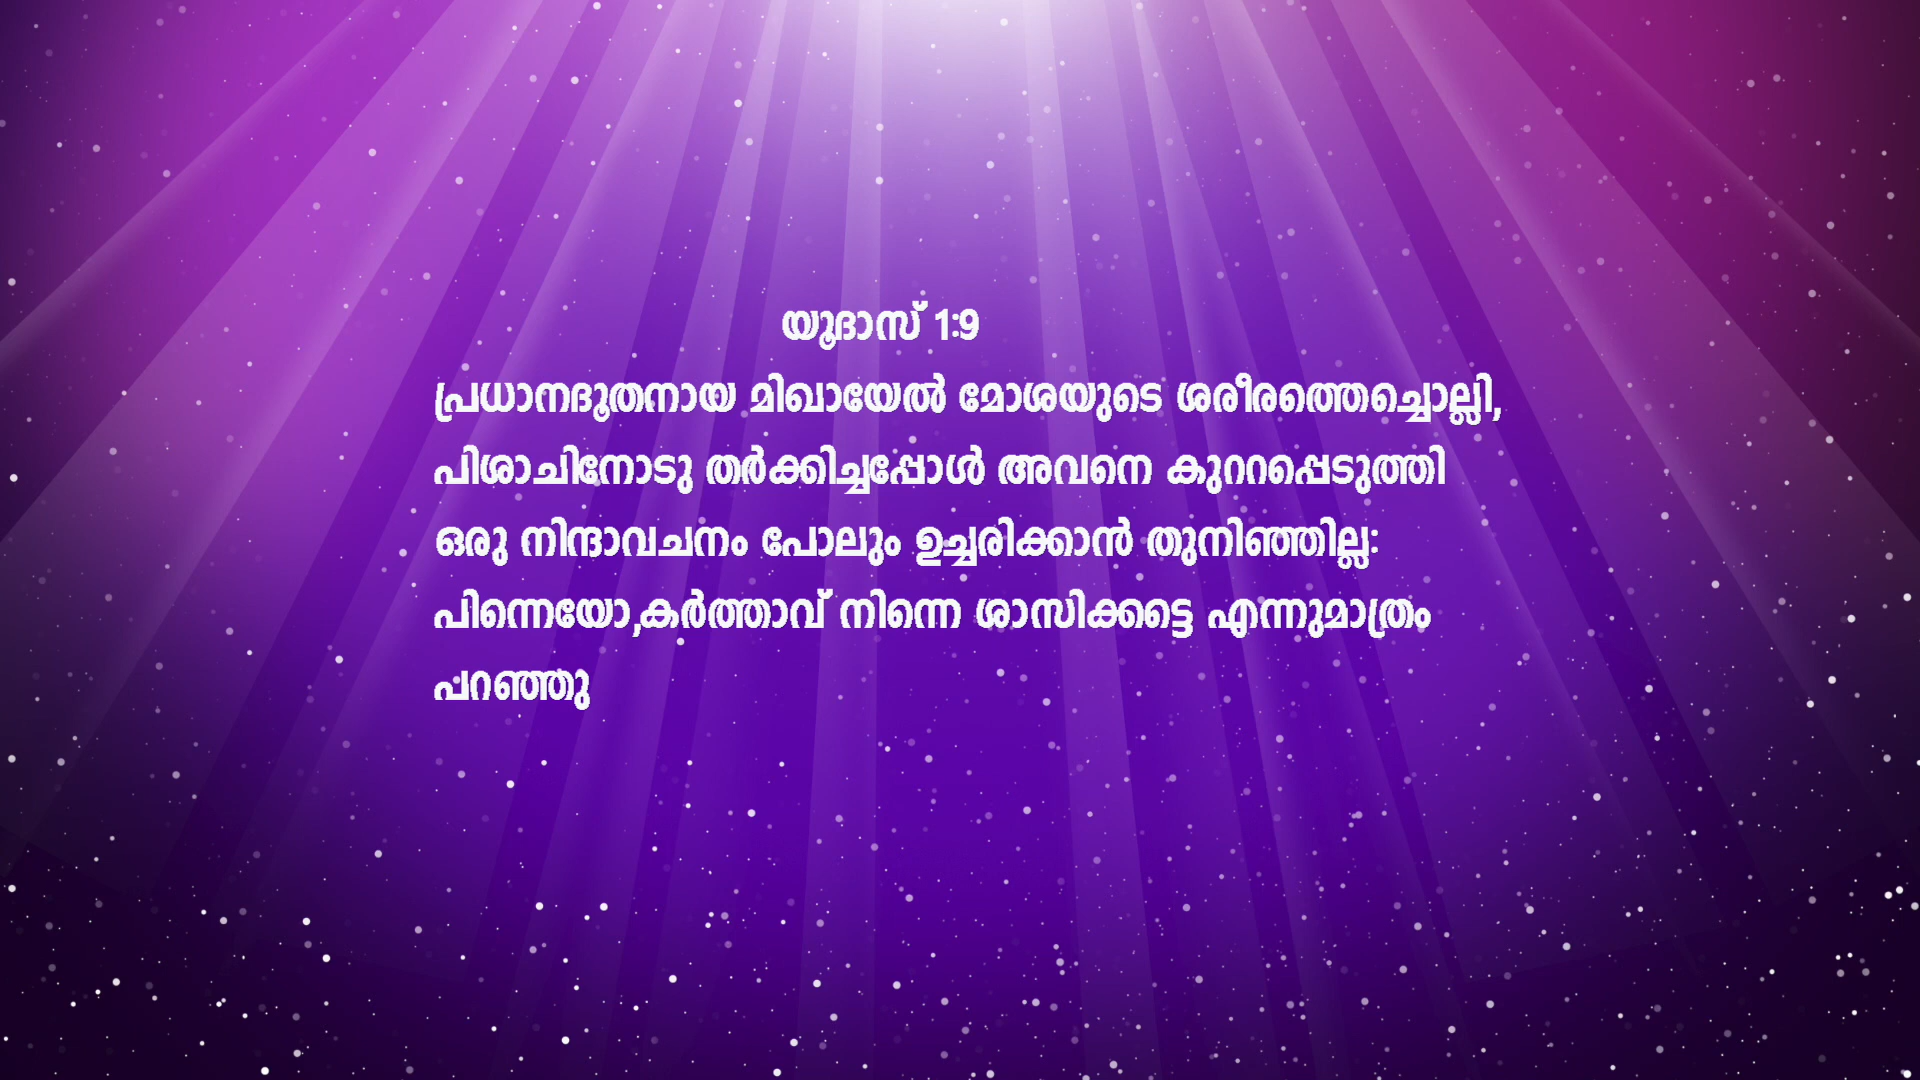 യൂദാസ് 1:9
പ്രധാനദൂതനായ മിഖായേൽ മോശയുടെ ശരീരത്തെച്ചൊല്ലി,
പിശാചിനോടു തർക്കിച്ചപ്പോൾ അവനെ കുററപ്പെടുത്തി
ഒരു നിന്ദാവചനം പോലും ഉച്ചരിക്കാൻ തുനിഞ്ഞില്ല:
പിന്നെയോ,കർത്താവ് നിന്നെ ശാസിക്കട്ടെ എന്നുമാത്രം
പറഞ്ഞു